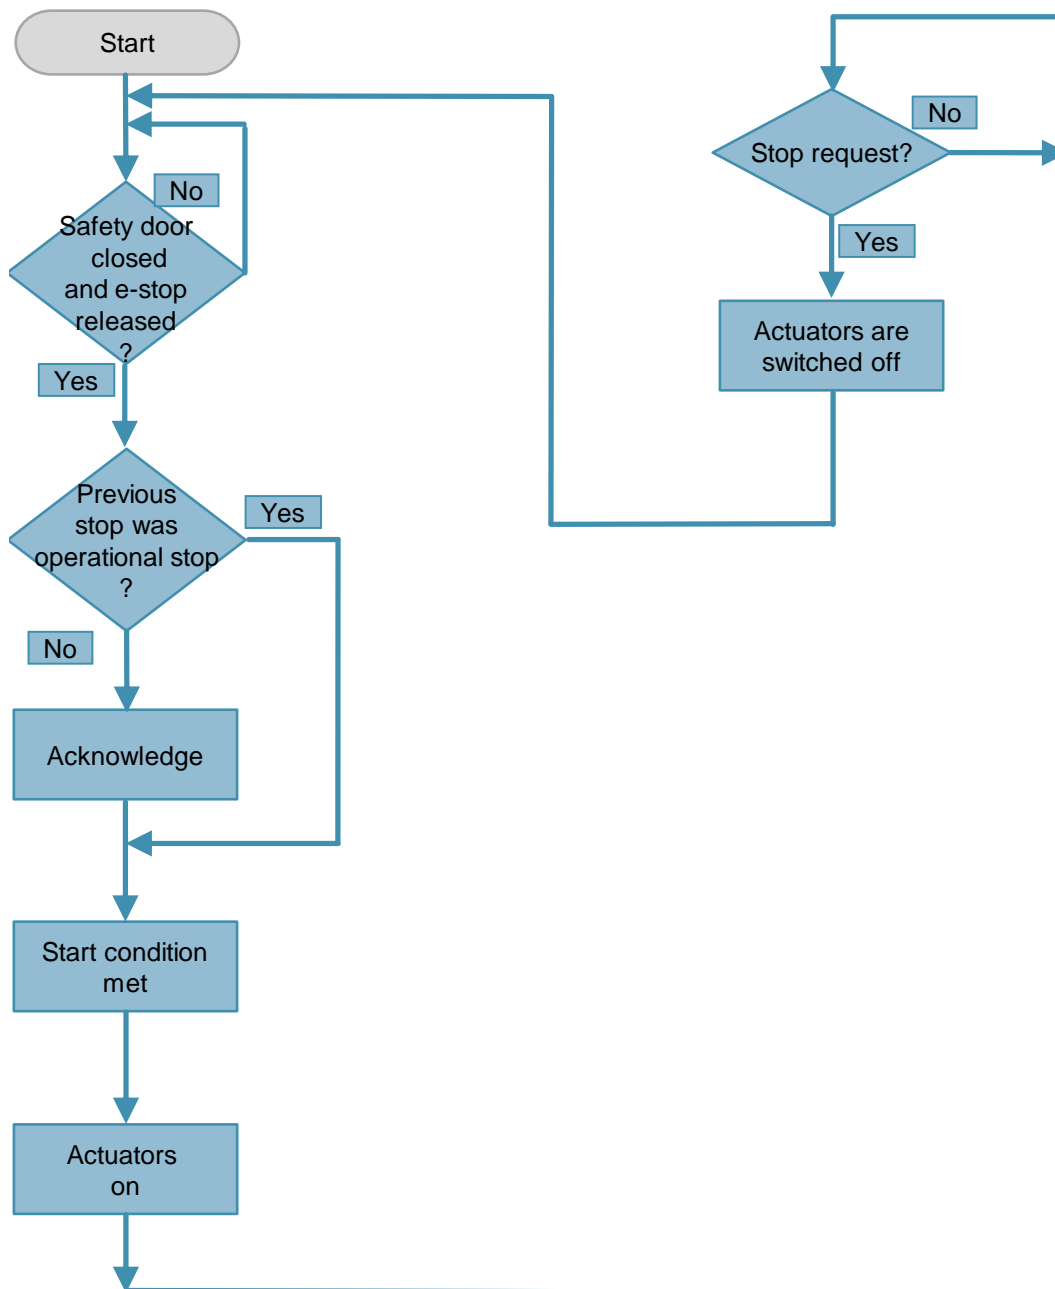 Start
No
Safety door
closed
and e-stop
released
?
Yes
Previous
stop was
operational stop
?
Yes
No
Acknowledge
Start condition
met
Actuators
on
Stop request?
No
Yes
Actuators are
switched off